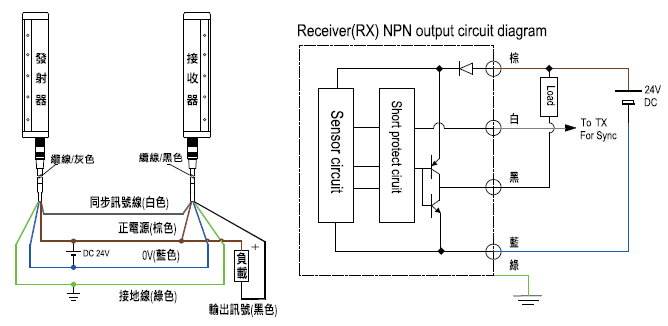 發射器
接收器
纜線/灰色
纜線/黑色
同步訊號線(白色)
正電源(棕色)
DC 24V
0V(藍色)
接地線(綠色)
+
負載
輸出訊號(黑色)
Receiver(RX) NPN output circuit diagram
Sensor circuit
Short protect ciruit
棕
白
黑
藍
綠
Load
To TX
For Sync
24V
DC